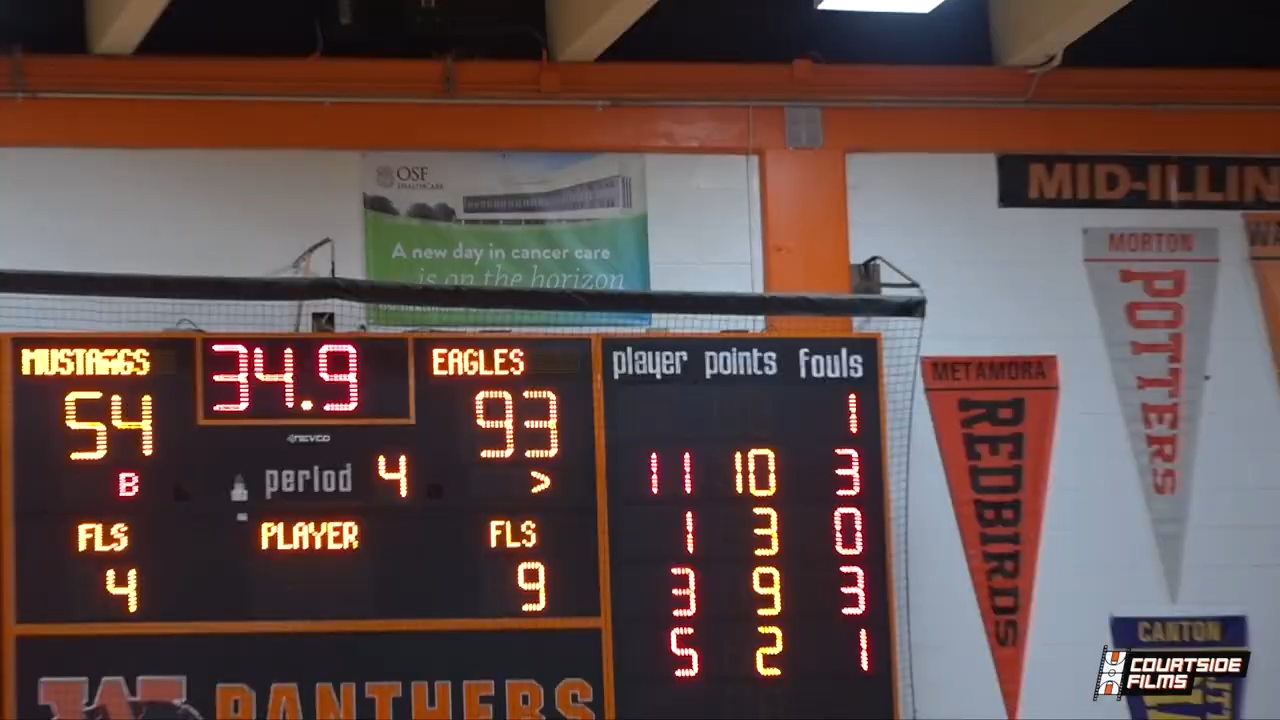 OSF
HEALTHCARE
A new day in cancer care
is on the horizon
MID-ILLIN
MORTON
POTTERS
METAMORA
REDBIRDS
CANTON
MUSTAGGS 34.9 EAGLES
54 93
NEVCO
B period 4 >
FLS PLAYER FLS
4 9
player points fouls
1
11 10 3
1 3 0
3 9 3
5 2 1
W PANTHERS
COURTSIDE
FILMS